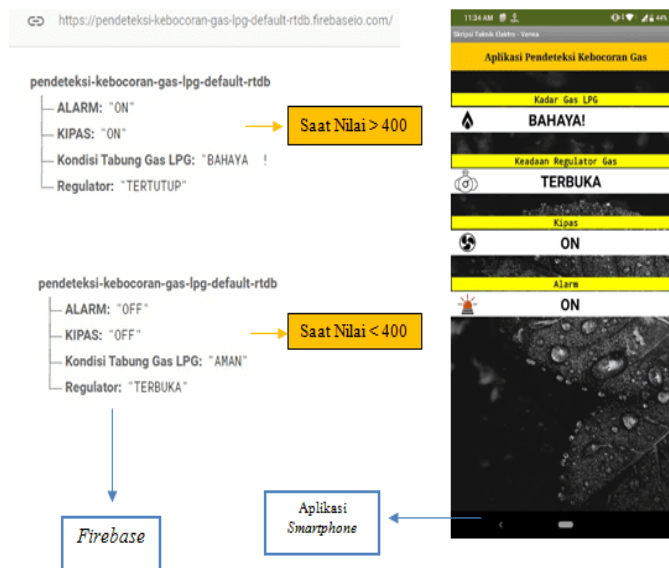 https://pendeteksi-kebocoran-gas-lpg-default-rtdb.firebaseio.com/
pendeteksi-kebocoran-gas-lpg-default-rtdb
ALARM: "ON"
KIPAS: "ON"
Kondisi Tabung Gas LPG: "BAHAYA !
Regulator: "TERTUTUP"
Saat Nilai > 400
pendeteksi-kebocoran-gas-lpg-default-rtdb
ALARM: "OFF"
KIPAS: "OFF"
Kondisi Tabung Gas LPG: "AMAN"
Regulator: "TERBUKA"
Saat Nilai < 400
Firebase
Aplikasi
Smartphone
11:34 AM
44%
Skripsi Teknik Elektro - Vanna
Aplikasi Pendeteksi Kebocoran Gas
Kadar Gas LPG
BAHAYA!
Keadaan Regulator Gas
TERBUKA
Kipas
ON
Alarm
ON